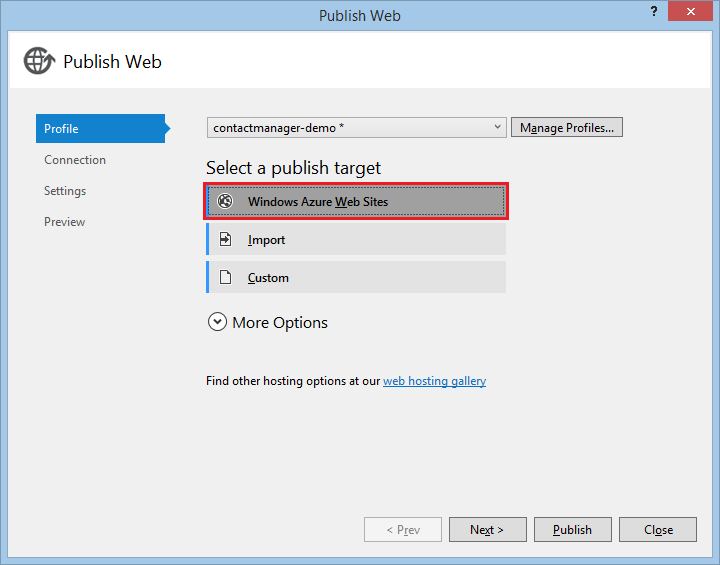 Publish Web
?
Publish Web
Profile
Connection
Settings
Preview
contactmanager-demo *
Manage Profiles...
Select a publish target
Windows Azure Web Sites
Import
Custom
More Options
Find other hosting options at our web hosting gallery
< Prev
Next >
Publish
Close